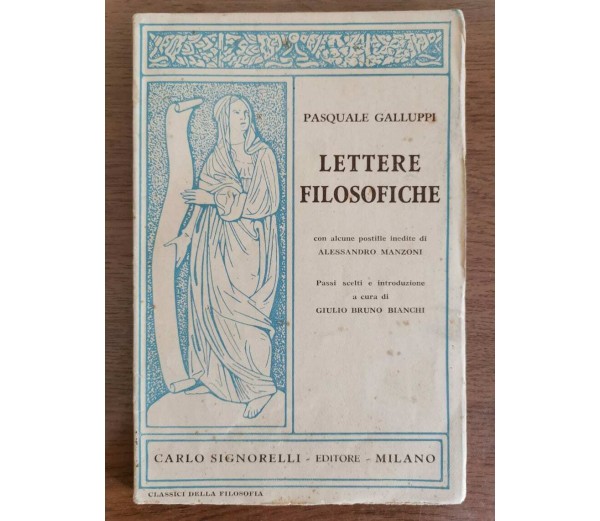 PASQUALE GALLUPPI
LETTERE
FILOSOFICHE
con alcune postille inedite di
ALESSANDRO MANZONI
Passi scelti e introduzione
a cura di
GIULIO BRUNO BIANCHI
CARLO SIGNORELLI - EDITORE - MILANO
CLASSICI DELLA FILOSOFIA